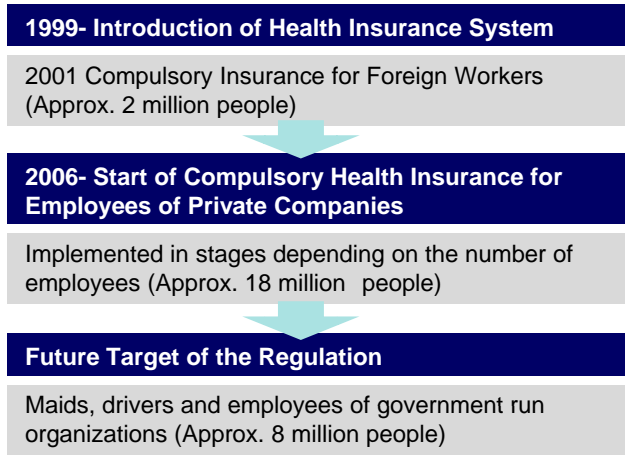 1999- Introduction of Health Insurance System
2001 Compulsory Insurance for Foreign Workers
(Approx. 2 million people)
2006- Start of Compulsory Health Insurance for
Employees of Private Companies
Implemented in stages depending on the number of
employees (Approx. 18 million people)
Future Target of the Regulation
Maids, drivers and employees of government run
organizations (Approx. 8 million people)